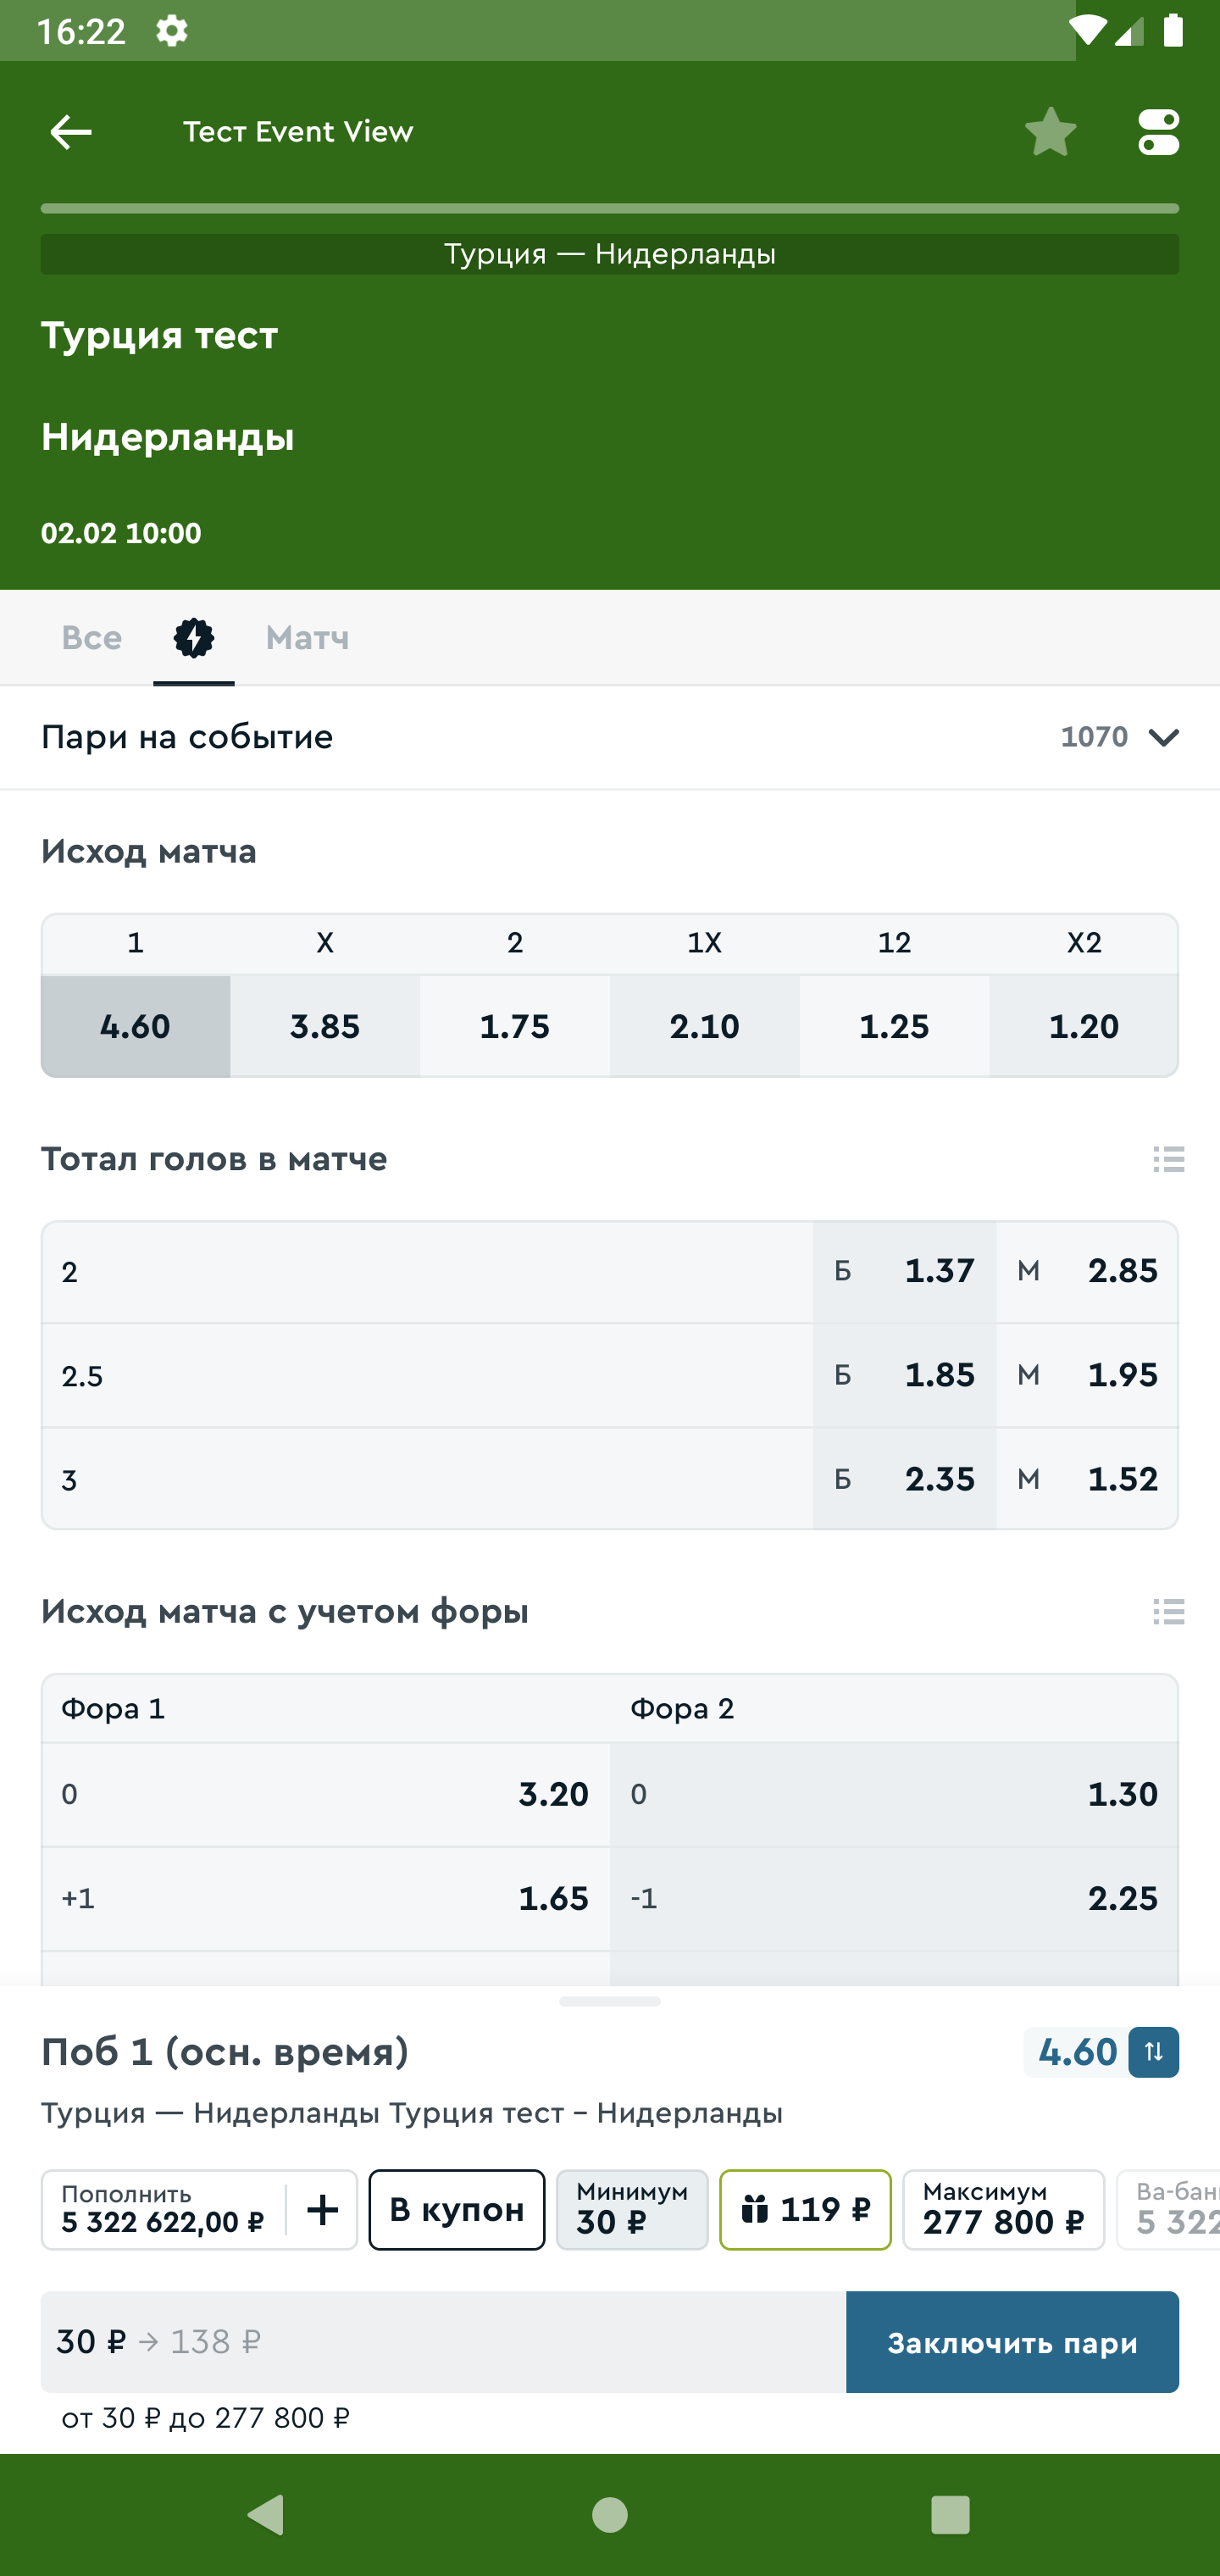 16:22
Тест Event View
Турция — Нидерланды
Турция тест
Нидерланды
02.02 10:00
Все Матч
Пари на событие 1070
Исход матча
1 X 2 1X 12 X2
4.60 3.85 1.75 2.10 1.25 1.20
Тотал голов в матче
2 Б 1.37 М 2.85
2.5 Б 1.85 М 1.95
3 Б 2.35 М 1.52
Исход матча с учетом форы
Фора 1 Фора 2
0 3.20 0 1.30
+1 1.65 -1 2.25
Поб 1 (осн. время) 4.60
Турция — Нидерланды Турция тест – Нидерланды
Пополнить
5 322 622,00 ₽
В купон
Минимум
30 ₽
119 ₽
Максимум
277 800 ₽
Ва-бан
5 322
30 ₽ → 138 ₽
Заключить пари
от 30 ₽ до 277 800 ₽